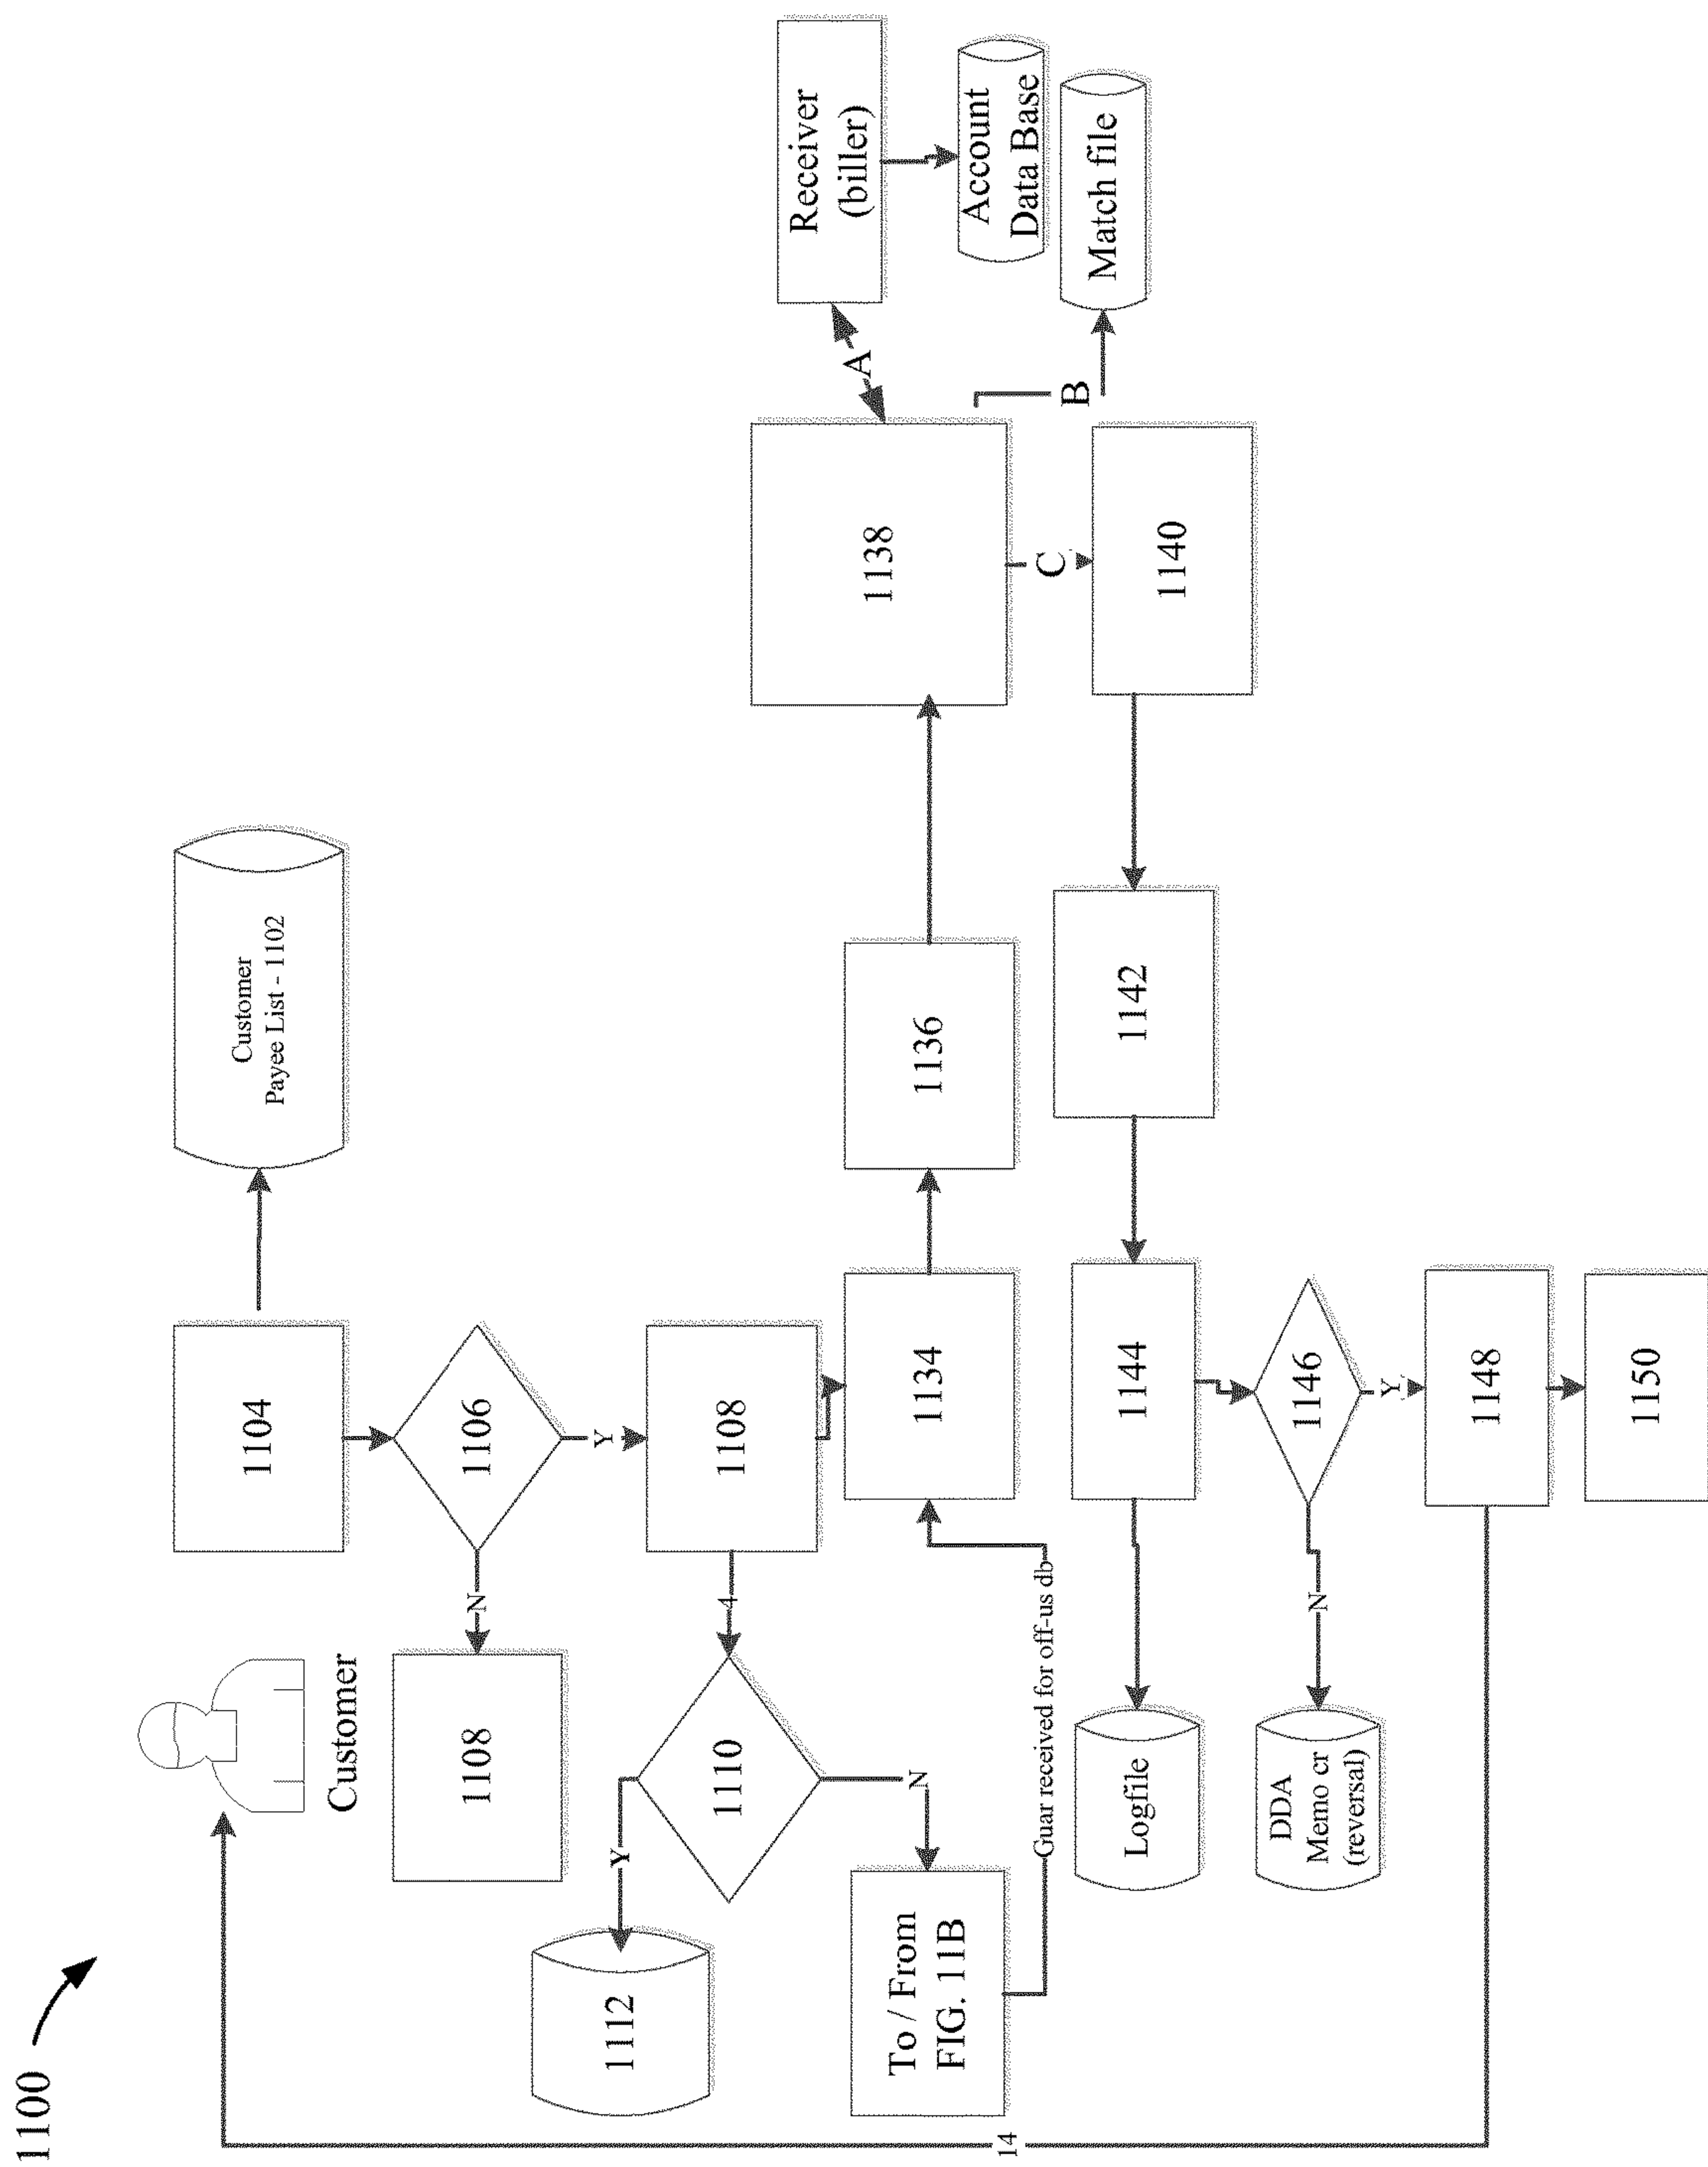 1100
Customer
1104
Customer
Payee List - 1102
1108
N
1106
1112
Y
Y
1110
4
1108
To / From
FIG. 11B
N
1134
1136
1138
A
Receiver
(biller)
Account
Data Base
Guar received for off-us db
14
C
B
Match file
Logfile
1144
1142
1140
DDA
Memo cr
(reversal)
N
1146
Y
1148
1150